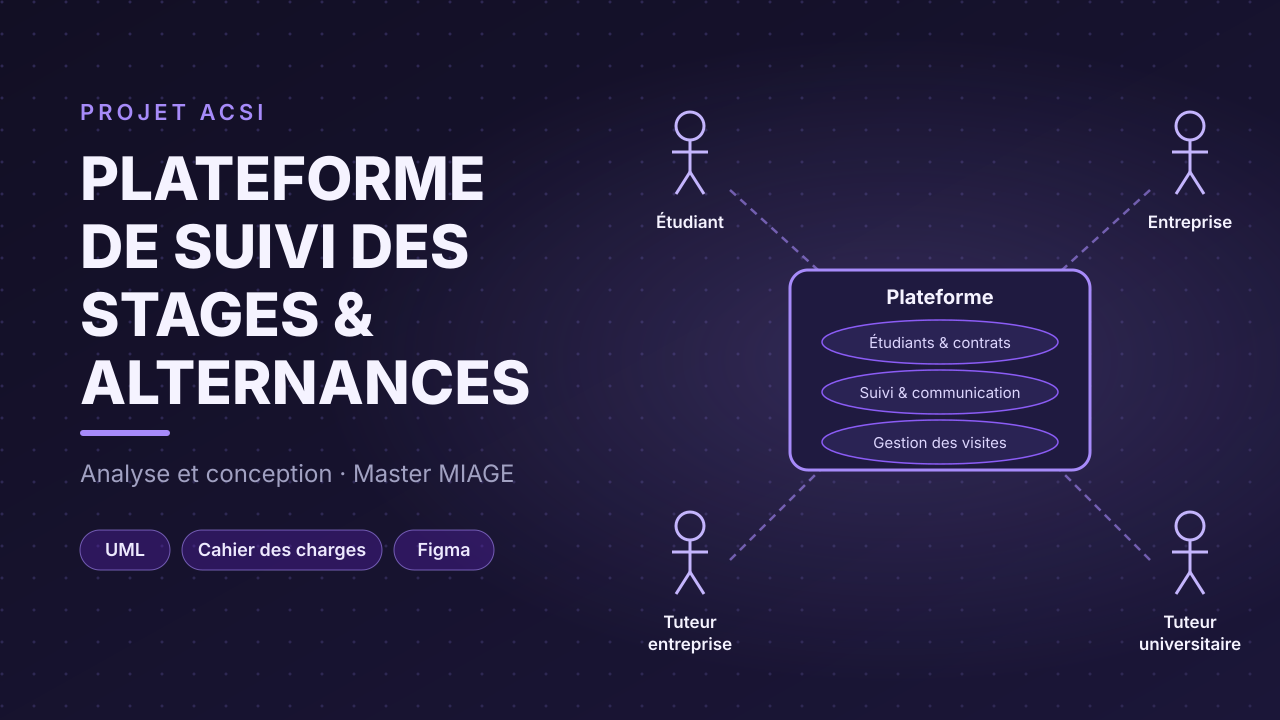 PROJET ACSI
PLATEFORME
DE SUIVI DES
STAGES &
ALTERNANCES
Analyse et conception · Master MIAGE
UML
Cahier des charges
Figma
Étudiant
Entreprise
Plateforme
Étudiants & contrats
Suivi & communication
Gestion des visites
Tuteur
entreprise
Tuteur
universitaire